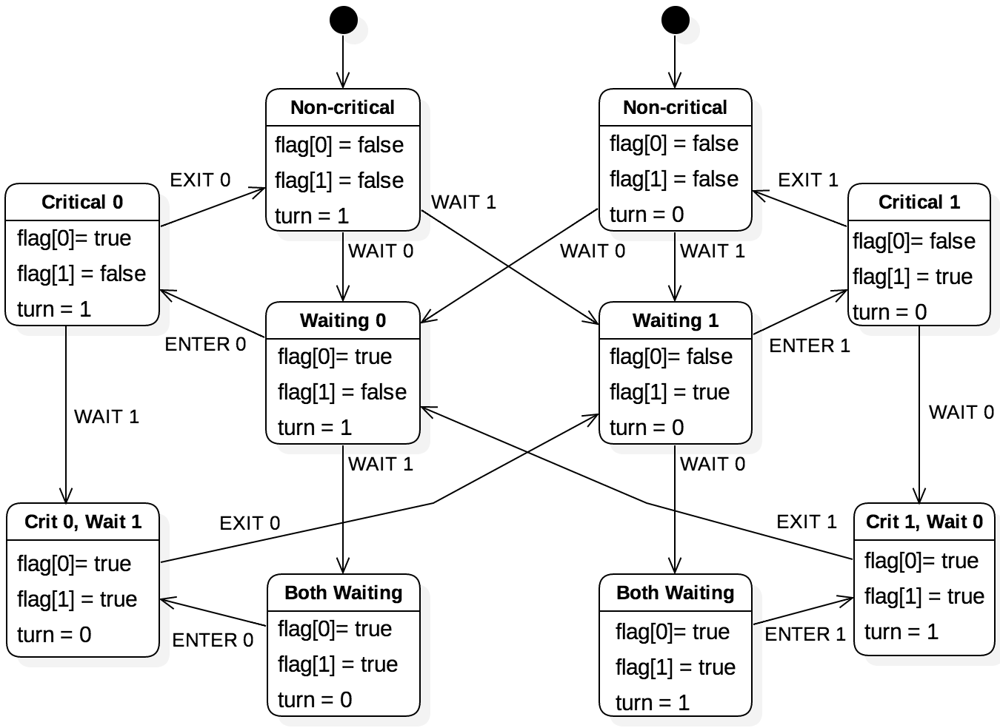 Non-critical
flag[0] = false
flag[1] = false
turn = 1
Non-critical
flag[0] = false
flag[1] = false
turn = 0
EXIT 0
WAIT 1
EXIT 1
Critical 0
flag[0]= true
flag[1] = false
turn = 1
Critical 1
flag[0]= false
flag[1] = true
turn = 0
WAIT 0
WAIT 0
WAIT 1
ENTER 0
Waiting 0
flag[0]= true
flag[1] = false
turn = 1
Waiting 1
flag[0]= false
flag[1] = true
turn = 0
ENTER 1
WAIT 1
WAIT 0
WAIT 1
WAIT 0
EXIT 0
EXIT 1
Crit 0, Wait 1
flag[0]= true
flag[1] = true
turn = 0
Crit 1, Wait 0
flag[0]= true
flag[1] = true
turn = 1
Both Waiting
flag[0]= true
flag[1] = true
turn = 0
Both Waiting
flag[0]= true
flag[1] = true
turn = 1
ENTER 0
ENTER 1